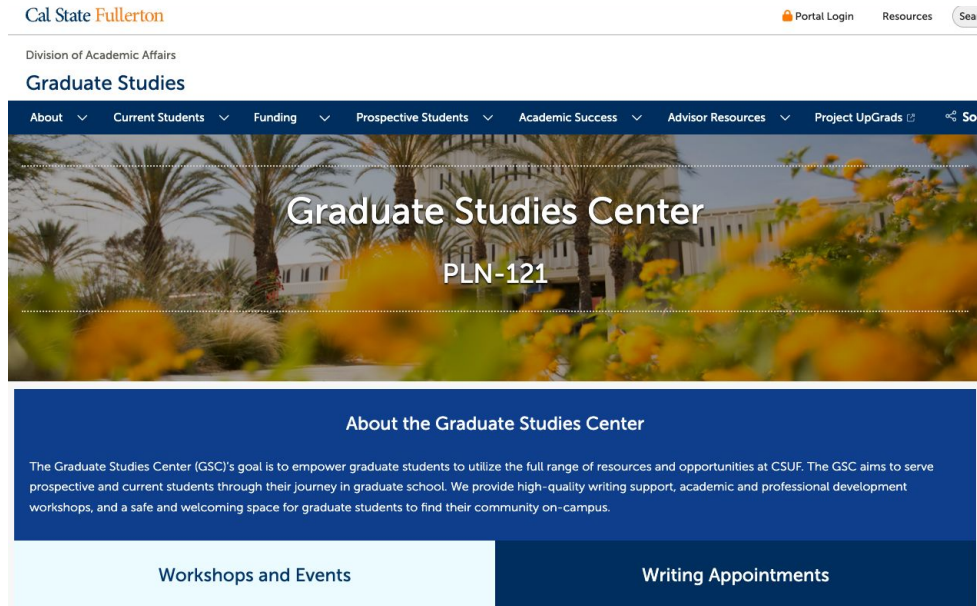 Cal State Fullerton
Portal Login Resources
Division of Academic Affairs
Graduate Studies
About Current Students Funding Prospective Students Academic Success Advisor Resources Project UpGrads
Graduate Studies Center
PLN-121
About the Graduate Studies Center
The Graduate Studies Center (GSC)'s goal is to empower graduate students to utilize the full range of resources and opportunities at CSUF. The GSC aims to serve
prospective and current students through their journey in graduate school. We provide high-quality writing support, academic and professional development
workshops, and a safe and welcoming space for graduate students to find their community on-campus.
Workshops and Events Writing Appointments